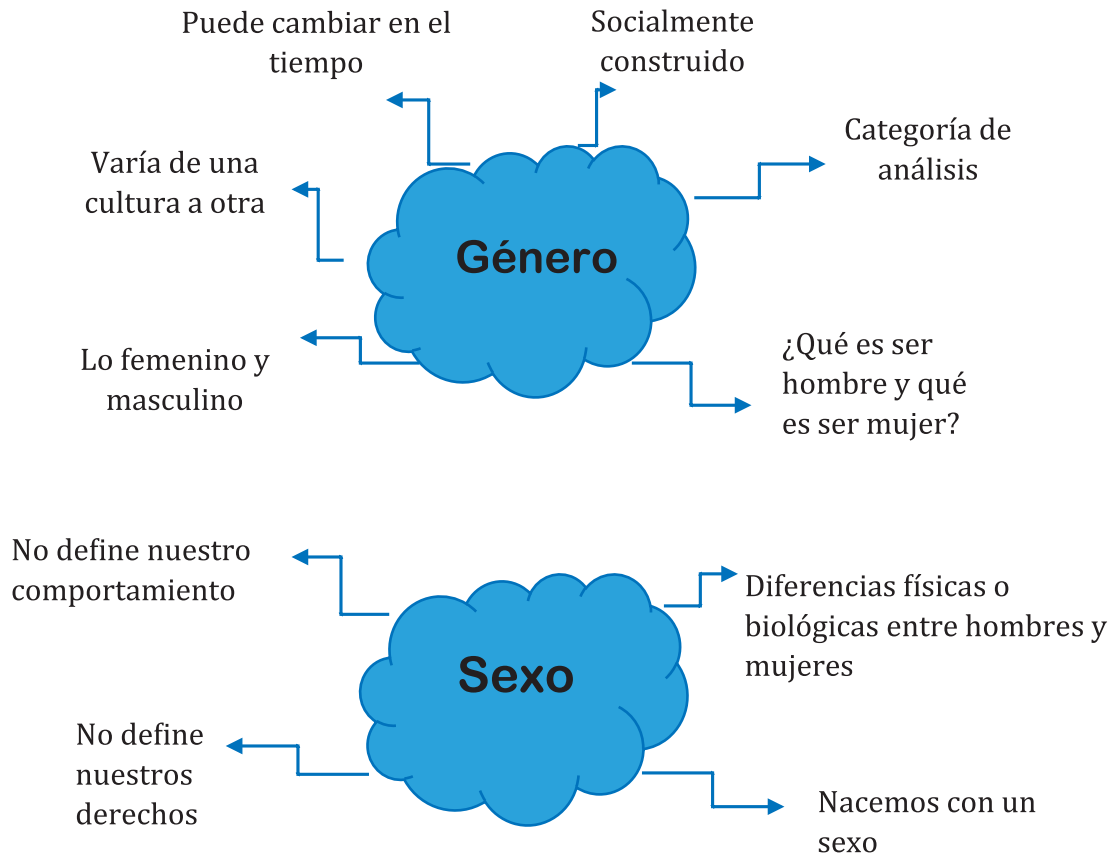 Puede cambiar en el
tiempo
Socialmente
construido
Categoría de
análisis
Varía de una
cultura a otra
Género
Lo femenino y
masculino
¿Qué es ser
hombre y qué
es ser mujer?
No define nuestro
comportamiento
Diferencias físicas o
biológicas entre hombres y
mujeres
Sexo
No define
nuestros
derechos
Nacemos con un
sexo